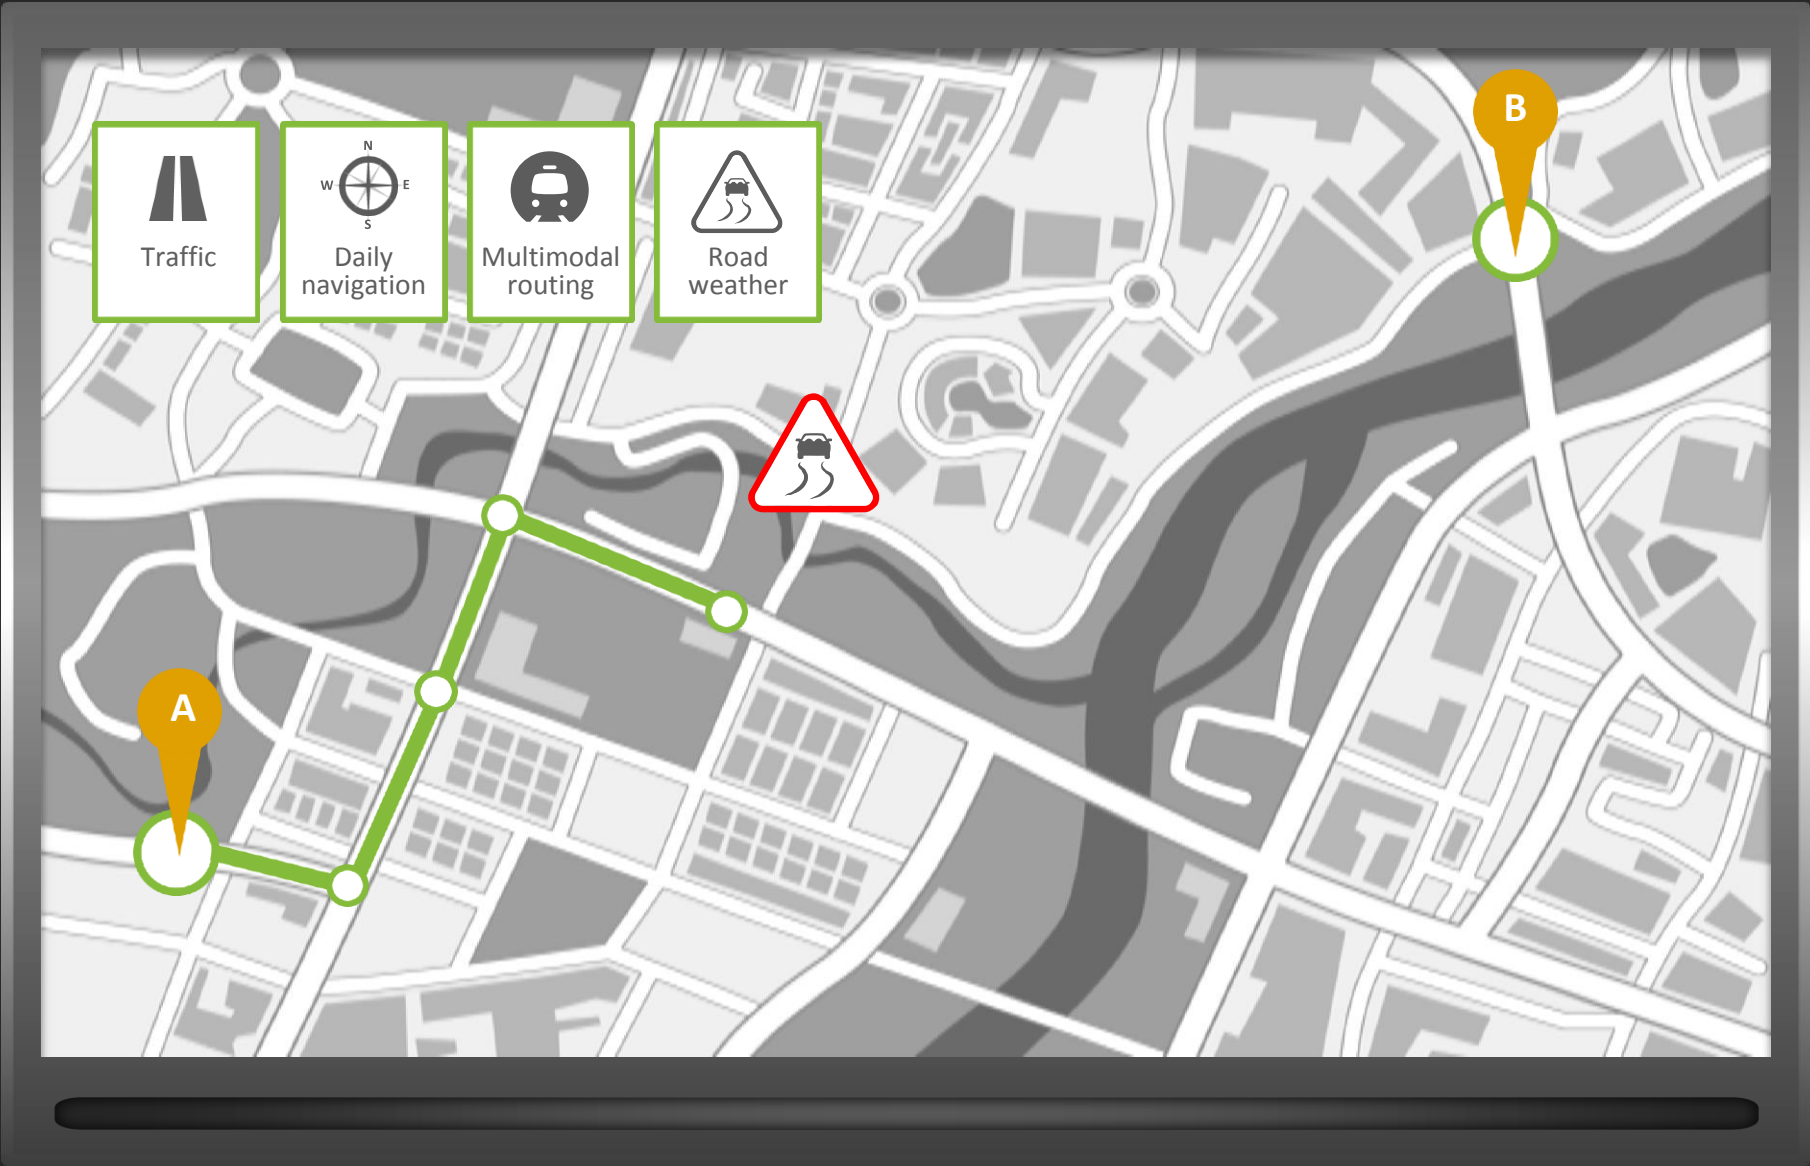 B
N
W E
S
Traffic
Daily
navigation
Multimodal
routing
Road
weather
A